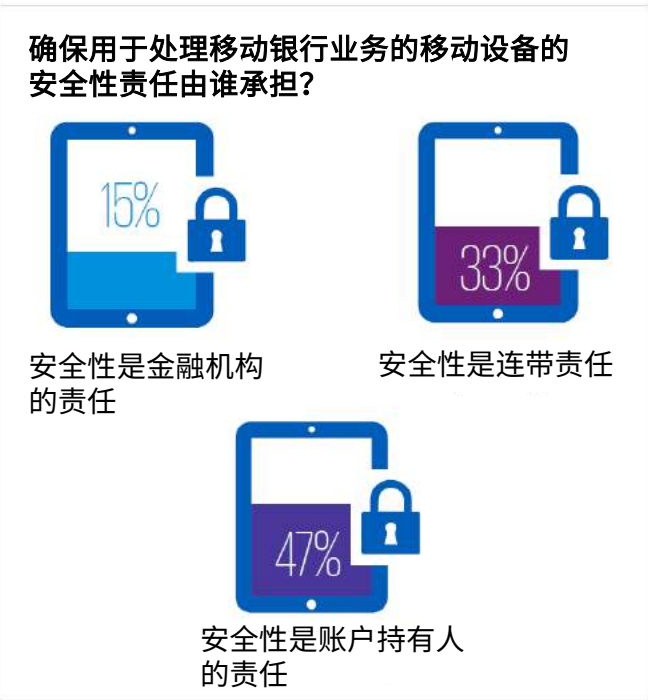 确保用于处理移动银行业务的移动设备的
安全性责任由谁承担？
15%
33%
安全性是金融机构
的责任
安全性是连带责任
47%
安全性是账户持有人
的责任